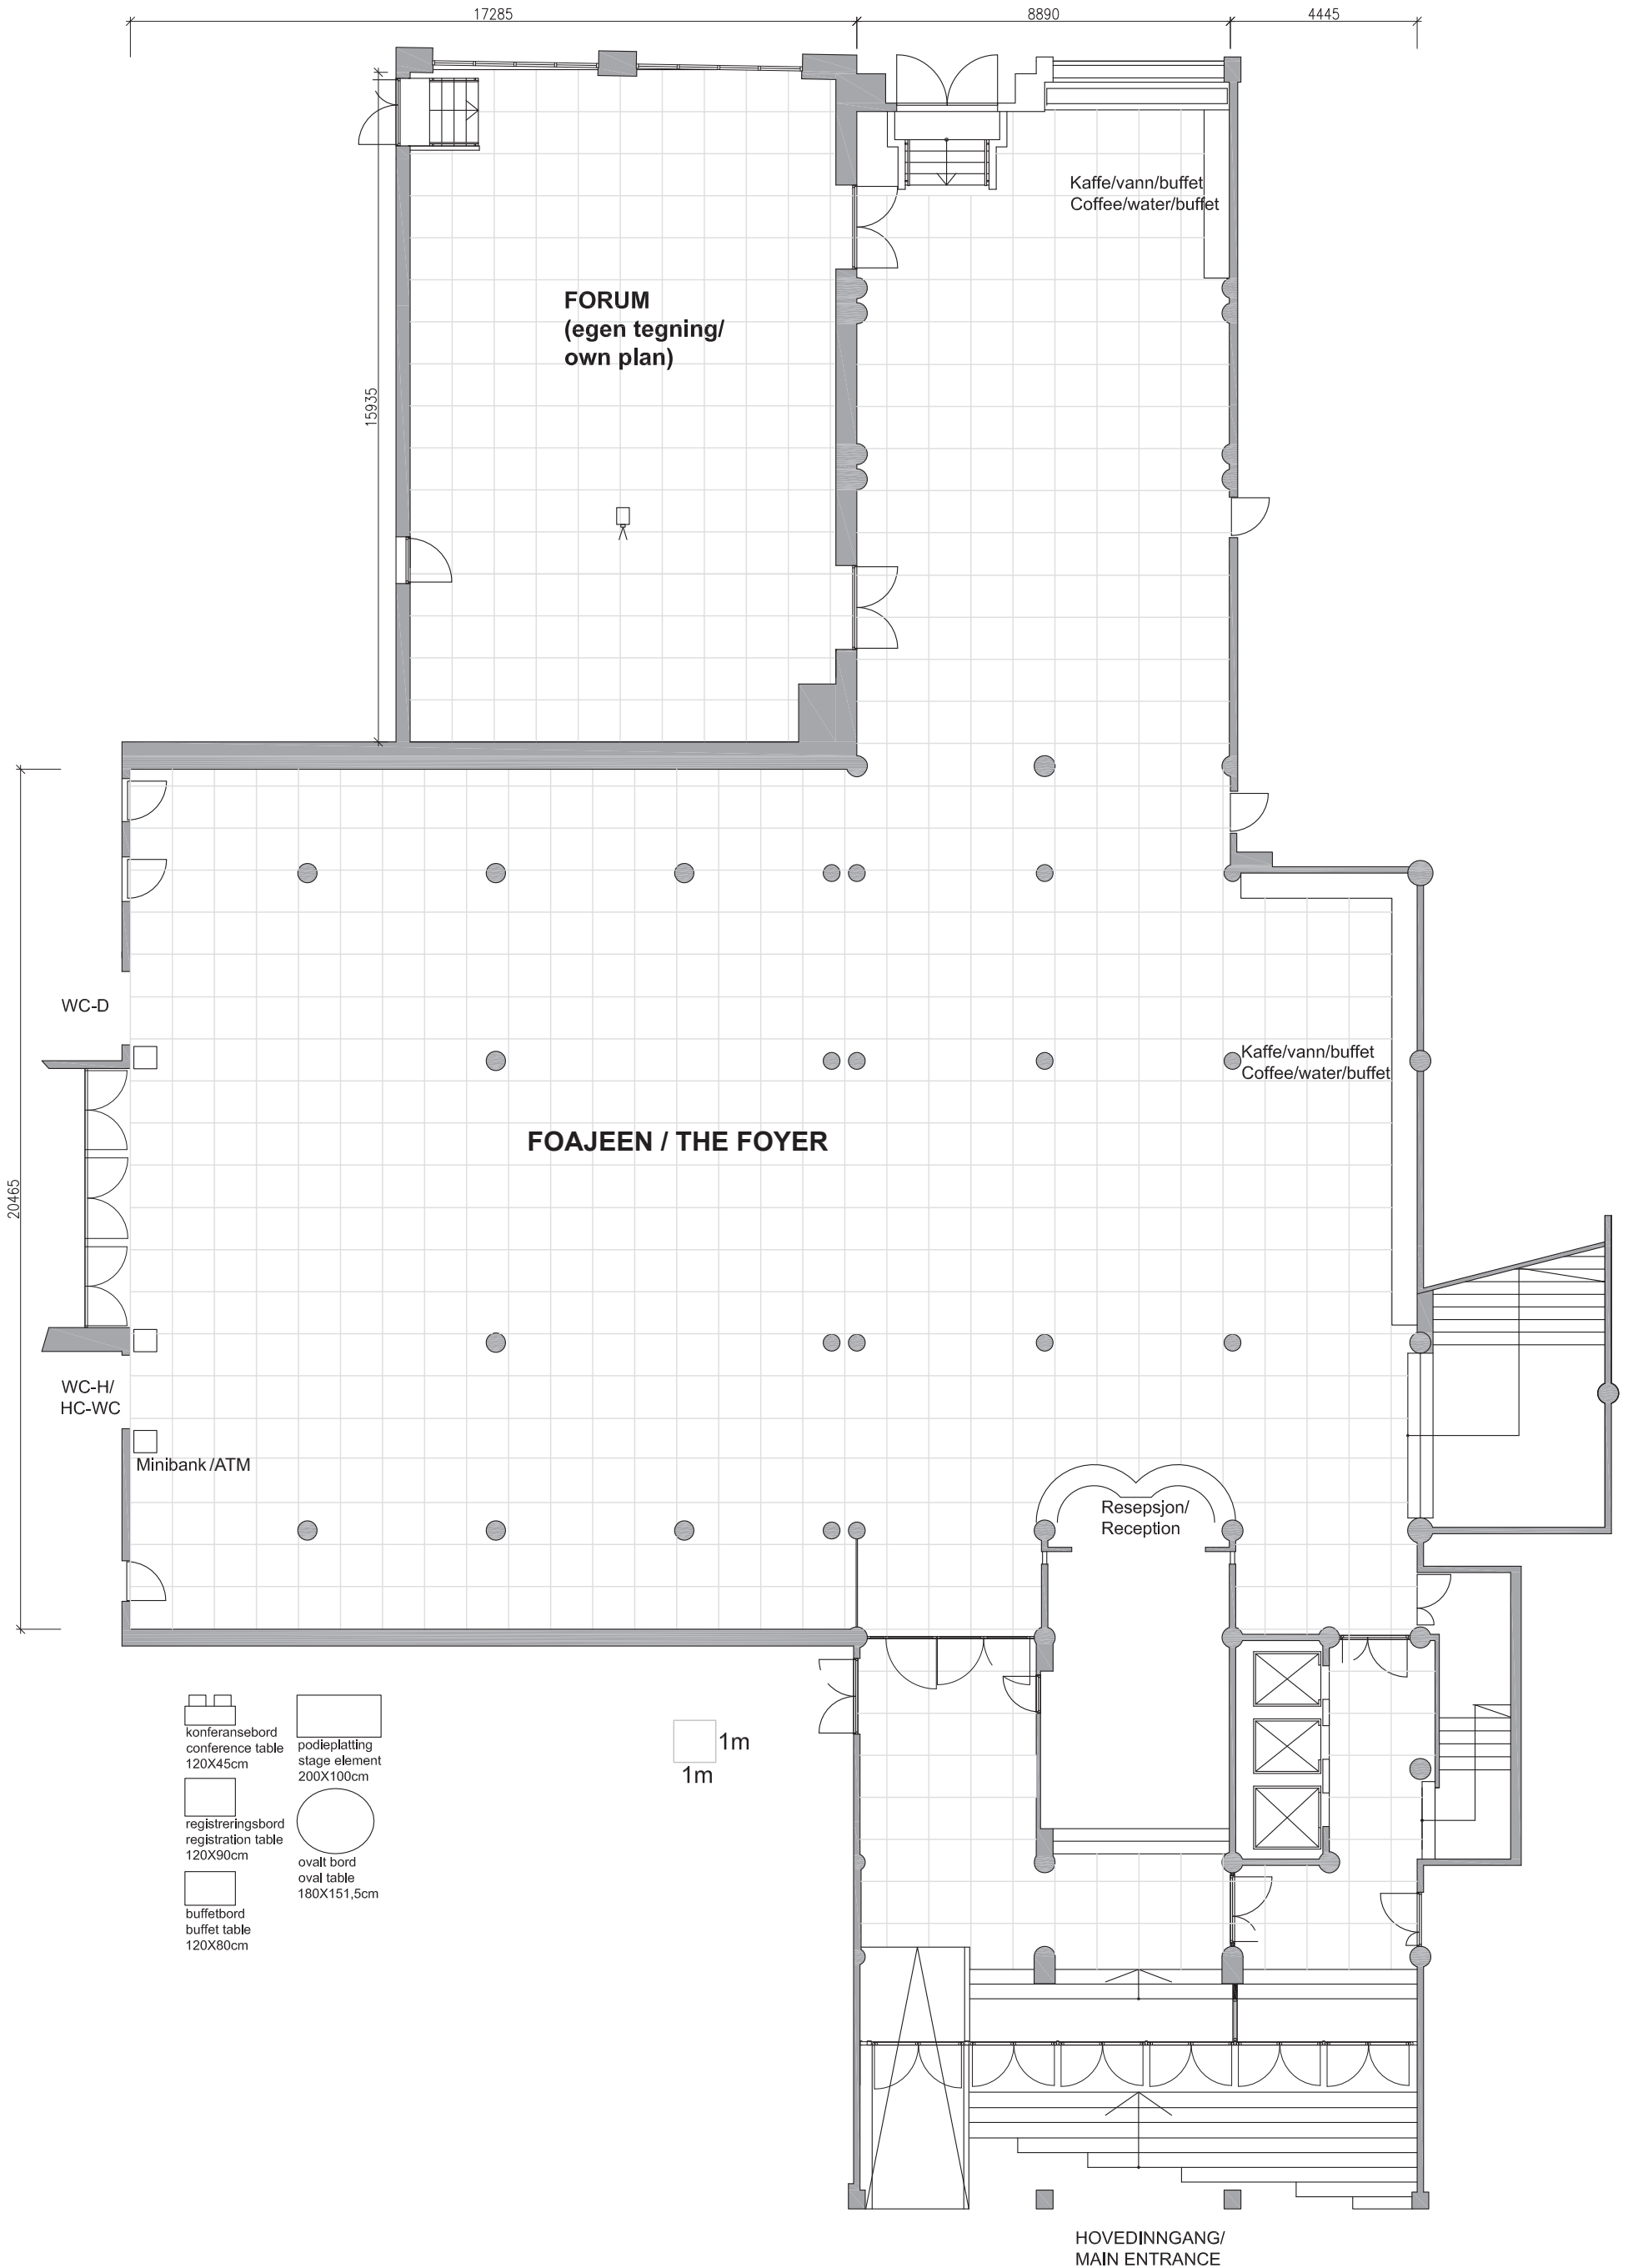 17285
8890
4445
Kaffe/vann/buffet
Coffee/water/buffet
FORUM
(egen tegning/
own plan)
15935
WC-D
Kaffe/vann/buffet
Coffee/water/buffet
FOAJEEN / THE FOYER
20465
WC-H/
HC-WC
Minibank/ATM
Resepsjon/
Reception
konferansebord
conference table
120X45cm
podieplatting
stage element
200X100cm
registreringsbord
registration table
120X90cm
ovalt bord
oval table
180X151,5cm
buffetbord
buffet table
120X80cm
1m
1m
HOVEDINNGANG/
MAIN ENTRANCE